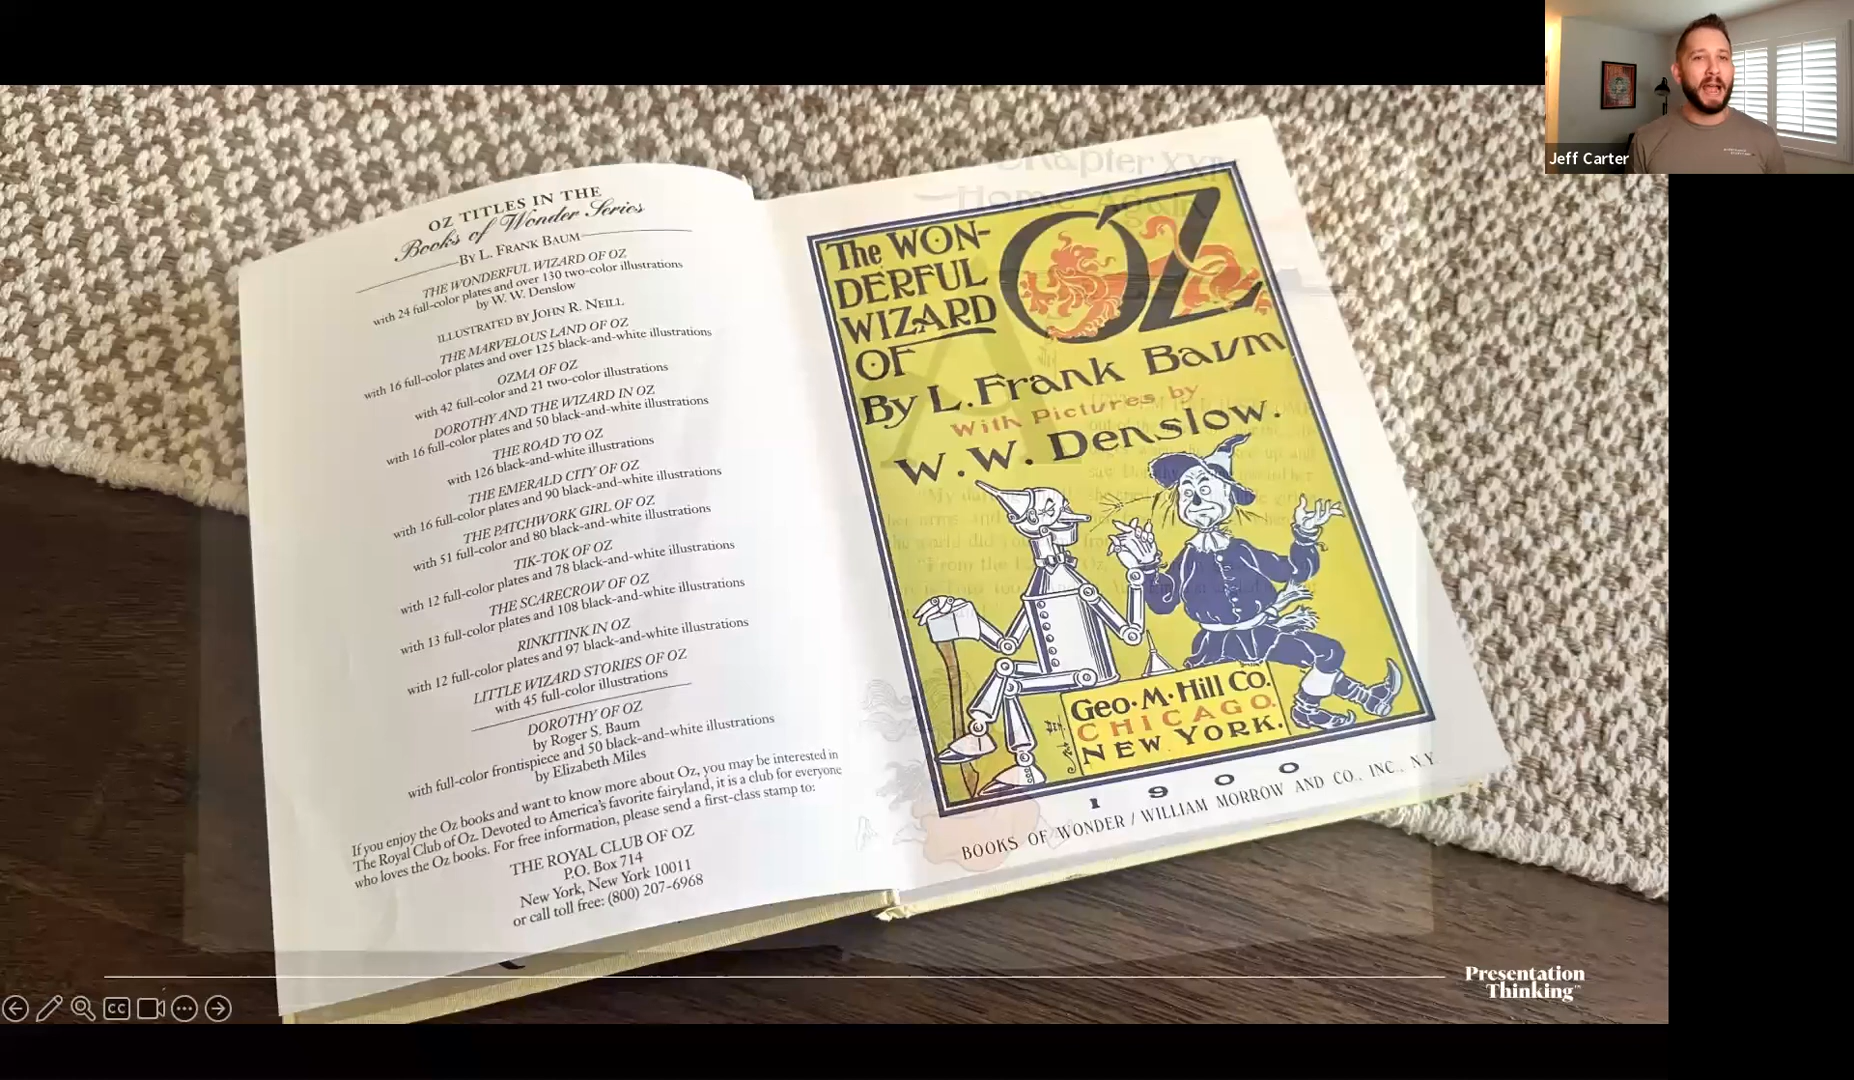 OZ TITLES IN THE
Books of Wonder Series
BY L. FRANK BAUM
THE WONDERFUL WIZARD OF OZ
with 24 full-color plates and over 130 two-color illustrations
by W. W. Denslow
ILLUSTRATED BY JOHN R. NEILL
THE MARVELOUS LAND OF OZ
with 16 full-color plates and over 125 black-and-white illustrations
OZMA OF OZ
with 42 full-color and 21 two-color illustrations
DOROTHY AND THE WIZARD IN OZ
with 16 full-color plates and 50 black-and-white illustrations
THE ROAD TO OZ
with 126 black-and-white illustrations
THE EMERALD CITY OF OZ
with 16 full-color plates and 90 black-and-white illustrations
THE PATCHWORK GIRL OF OZ
with 51 full-color and 80 black-and-white illustrations
TIK-TOK OF OZ
with 12 full-color plates and 78 black-and-white illustrations
THE SCARECROW OF OZ
with 13 full-color plates and 108 black-and-white illustrations
RINKITINK IN OZ
with 12 full-color plates and 97 black-and-white illustrations
LITTLE WIZARD STORIES OF OZ
with 45 full-color illustrations
DOROTHY OF OZ
by Roger S. Baum
with full-color frontispiece and 50 black-and-white illustrations
by Elizabeth Miles
If you enjoy the Oz books and want to know more about Oz, you may be interested in
The Royal Club of Oz. Devoted to America's favorite fairyland, it is a club for everyone
who loves the Oz books. For free information, please send a first-class stamp to:
THE ROYAL CLUB OF OZ
P.O. Box 714
New York, New York 10011
or call toll free: (800) 207-6968
Chapter
Home Again
The WON-
DERFUL
WIZARD
OF
OZ
By L. Frank Baum
With Pictures by
W. W. Denslow.
Geo. M. Hill Co.
CHICAGO.
NEW YORK.
1900
BOOKS OF WONDER / WILLIAM MORROW AND CO., INC., N.Y
Presentation
Thinking™
CC
Jeff Carter